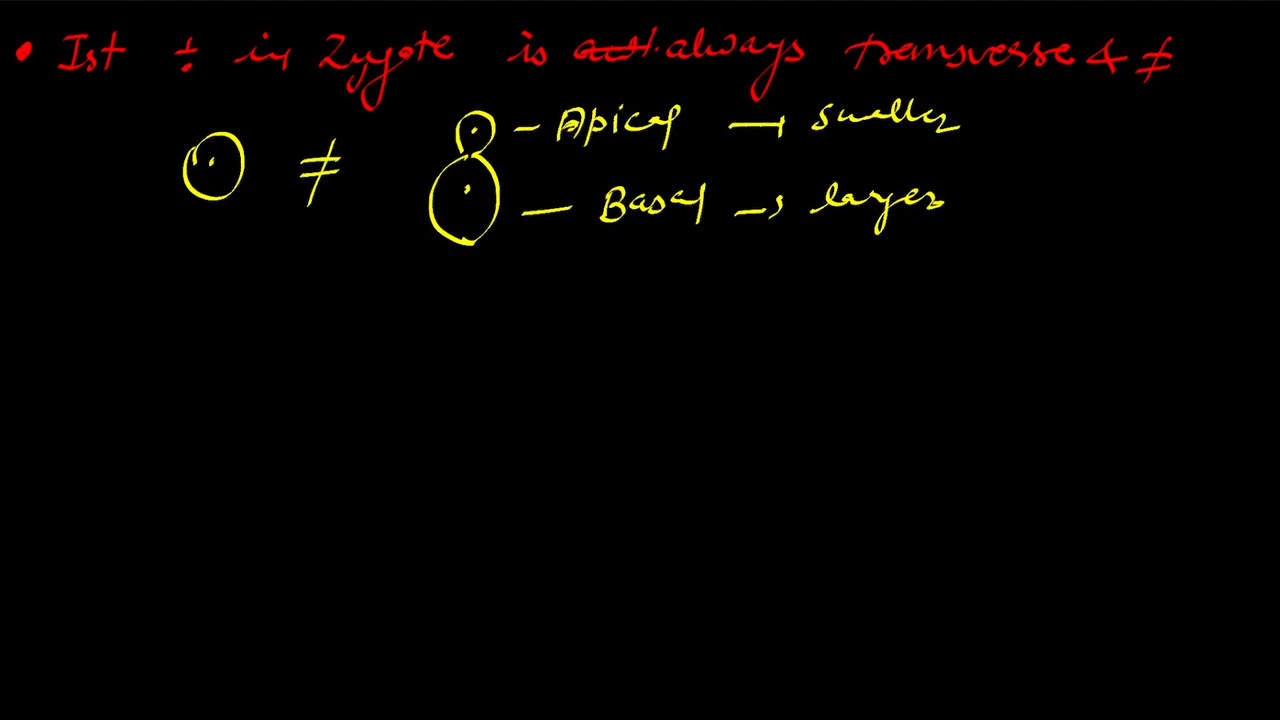 • Ist ÷ in Zygote is always transverse & ≠
≠ - Apical → smaller
- Basal → larger